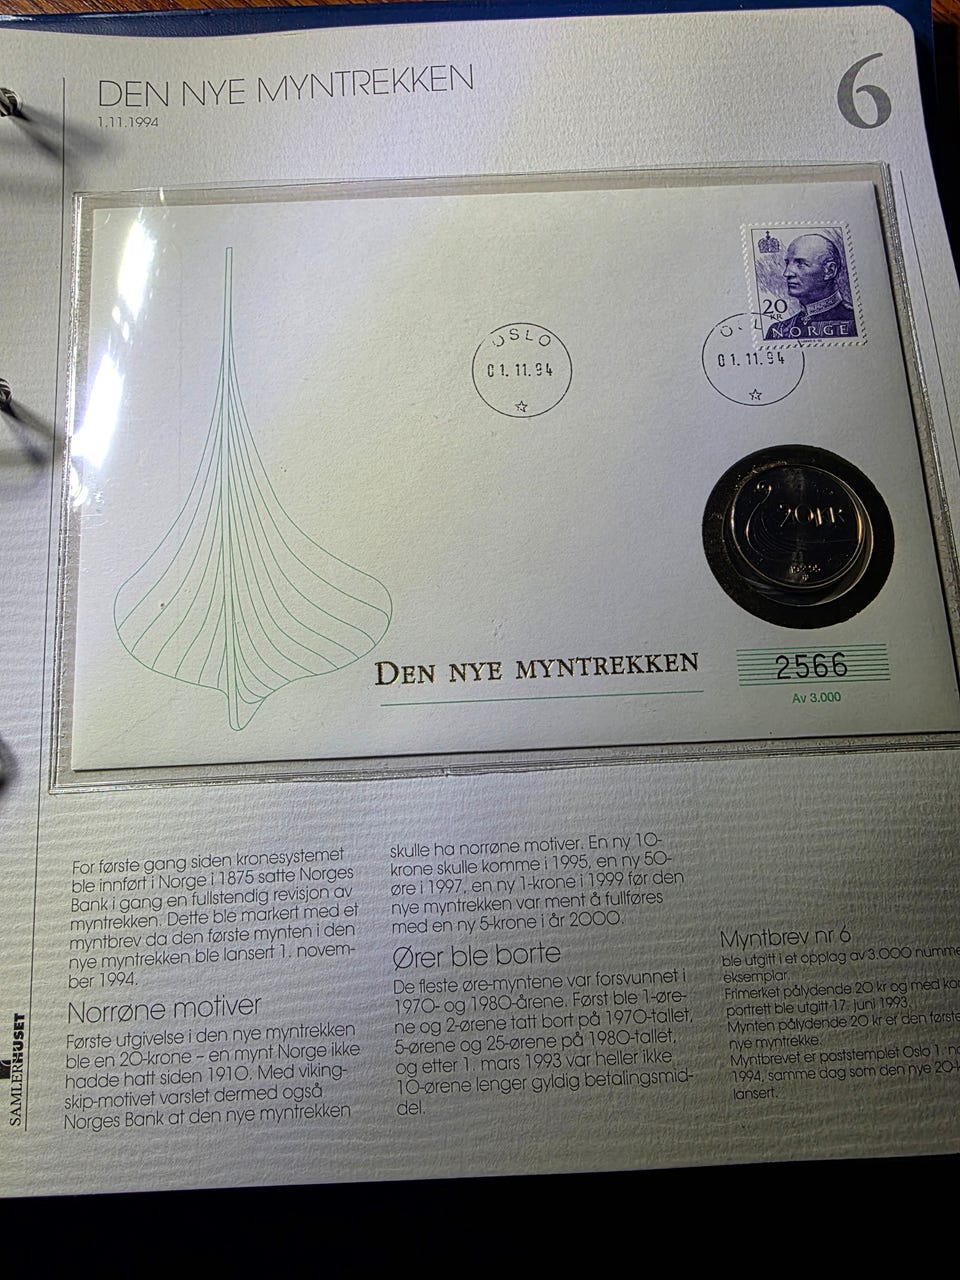 DEN NYE MYNTREKKEN
1.11.1994
6
20
KR
NORGE
OSLO
01.11.94
01.11.94
20 KR
DEN NYE MYNTREKKEN
2566
Av 3.000
For første gang siden kronesystemet
ble innført i Norge i 1875 satte Norges
Bank i gang en fullstendig revisjon av
myntrekken. Dette ble markert med et
myntbrev da den første mynten i den
nye myntrekken ble lansert 1. novem-
ber 1994.
Norrøne motiver
Første utgivelse i den nye myntrekken
ble en 20-krone – en mynt Norge ikke
hadde hatt siden 1910. Med viking-
skip-motivet varslet dermed også
Norges Bank at den nye myntrekken
skulle ha norrøne motiver. En ny 10-
krone skulle komme i 1995, en ny 50-
øre i 1997, en ny 1-krone i 1999 før den
nye myntrekken var ment å fullføres
med en ny 5-krone i år 2000.
Ører ble borte
De fleste øre-myntene var forsvunnet i
1970- og 1980-årene. Først ble 1-øre-
ne og 2-ørene tatt bort på 1970-tallet,
5-ørene og 25-ørene på 1980-tallet,
og etter 1. mars 1993 var heller ikke
10-ørene lenger gyldig betalingsmid-
del.
Myntbrev nr 6
ble utgitt i et opplag av 3.000 numme
eksemplar.
Frimerket pålydende 20 kr og med ko
portrett ble utgitt 17. juni 1993.
Mynten pålydende 20 kr er den første
nye myntrekke.
Myntbrevet er poststemplet Oslo 1. no
1994, samme dag som den nye 20-k
lansert.
SAMLERHUSET